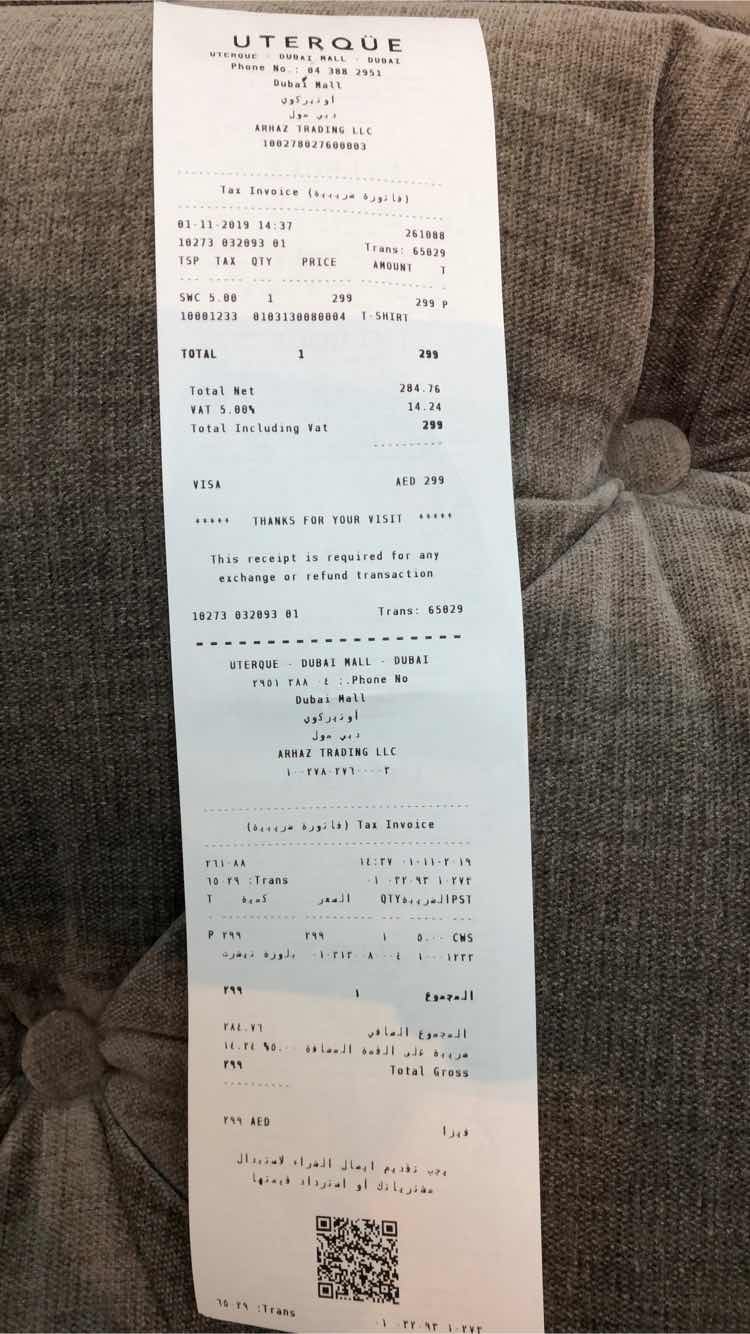 UTERQÜE
UTERQUE - DUBAI MALL - DUBAI
Phone No.: 04 388 2951
Dubai Mall
أوتيركوي
دبي مول
ARHAZ TRADING LLC
100278027600003
Tax Invoice (فاتورة ضريبية)
01-11-2019 14:37 261088
10273 032093 01 Trans: 65029
TSP TAX QTY PRICE AMOUNT T
SWC 5.00 1 299 299 P
10001233 0103130080004 T-SHIRT
TOTAL 1 299
Total Net 284.76
VAT 5.00% 14.24
Total Including Vat 299
VISA AED 299
***** THANKS FOR YOUR VISIT *****
This receipt is required for any
exchange or refund transaction
10273 032093 01 Trans: 65029
UTERQUE - DUBAI MALL - DUBAI
٢٩٥١ ٣٨٨ ٠٤ :.Phone No
Dubai Mall
أوتيركوي
دبي مول
ARHAZ TRADING LLC
١٠٠٢٧٨٠٢٧٦٠٠٠٠٣
(فاتورة ضريبية) Tax Invoice
٢٦١٠٨٨ ١٤:٣٧ ٠١-١١-٢٠١٩
٦٥٠٢٩ :Trans ٠١ ٠٣٢٠٩٣ ١٠٢٧٣
T كمية السعر QTYالضريبةPST
P ٢٩٩ ٢٩٩ ١ ٥.٠٠ CWS
بلوزة تيشرت ٠١٠٣١٣٠٠٨٠٠٠٤ ١٠٠٠١٢٣٣
المجموع ١ ٢٩٩
المجموع الصافي ٢٨٤.٧٦
ضريبة على القمة المضافة ٥.٠٠% ١٤.٢٤
٢٩٩ Total Gross
فيزا ٢٩٩ AED
يجب تقديم ايصال الشراء لاستبدال
مشترياتك أو استرداد قيمتها
٦٥٠٢٩ :Trans ٠١ ٠٣٢٠٩٣ ١٠٢٧٣